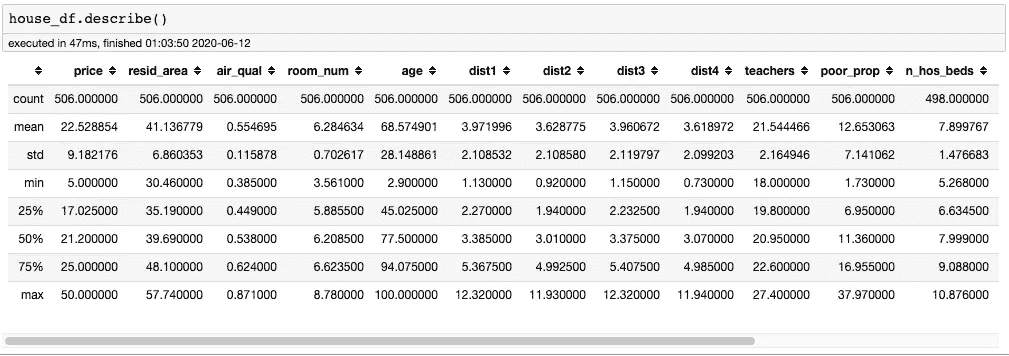 house_df.describe()
executed in 47ms, finished 01:03:50 2020-06-12
price resid_area air_qual room_num age dist1 dist2 dist3 dist4 teachers poor_prop n_hos_beds
count 506.000000 506.000000 506.000000 506.000000 506.000000 506.000000 506.000000 506.000000 506.000000 506.000000 506.000000 498.000000
mean 22.528854 41.136779 0.554695 6.284634 68.574901 3.971996 3.628775 3.960672 3.618972 21.544466 12.653063 7.899767
std 9.182176 6.860353 0.115878 0.702617 28.148861 2.108532 2.108580 2.119797 2.099203 2.164946 7.141062 1.476683
min 5.000000 30.460000 0.385000 3.561000 2.900000 1.130000 0.920000 1.150000 0.730000 18.000000 1.730000 5.268000
25% 17.025000 35.190000 0.449000 5.885500 45.025000 2.270000 1.940000 2.232500 1.940000 19.800000 6.950000 6.634500
50% 21.200000 39.690000 0.538000 6.208500 77.500000 3.385000 3.010000 3.375000 3.070000 20.950000 11.360000 7.999000
75% 25.000000 48.100000 0.624000 6.623500 94.075000 5.367500 4.992500 5.407500 4.985000 22.600000 16.955000 9.088000
max 50.000000 57.740000 0.871000 8.780000 100.000000 12.320000 11.930000 12.320000 11.940000 27.400000 37.970000 10.876000